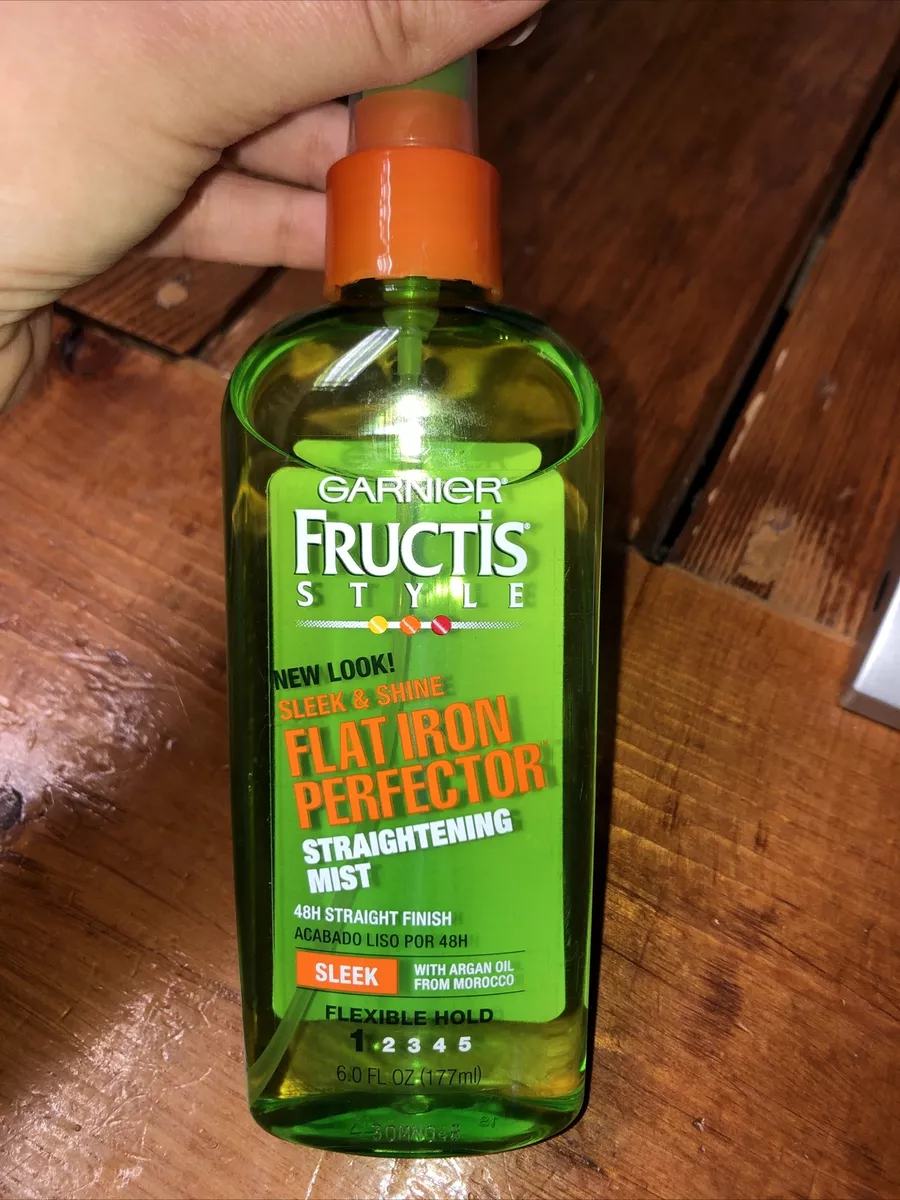 GARNIER®
FRUCTiS®
STYLE
NEW LOOK!
SLEEK & SHINE
FLAT IRON
PERFECTOR™
STRAIGHTENING
MIST
48H STRAIGHT FINISH
ACABADO LISO POR 48H
SLEEK
WITH ARGAN OIL
FROM MOROCCO
FLEXIBLE HOLD
1 2 3 4 5
6.0 FL OZ (177ml)